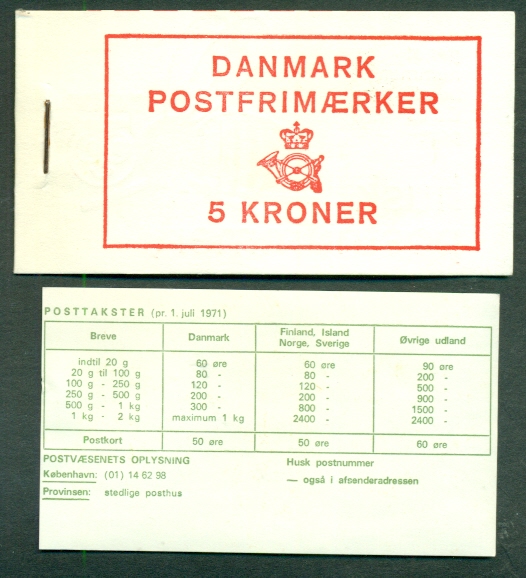 DANMARK
POSTFRIMÆRKER
5 KRONER
POSTTAKSTER (pr. 1. juli 1971)
Breve Danmark Finland, Island Norge, Sverige Øvrige udland
indtil 20 g 60 øre 60 øre 90 øre
20 g til 100 g 80 - 80 - 200 -
100 g - 250 g 120 - 120 - 500 -
250 g - 500 g 200 - 200 - 900 -
500 g - 1 kg 300 - 800 - 1500 -
1 kg - 2 kg maximum 1 kg 2400 - 2400 -
Postkort 50 øre 50 øre 60 øre
POSTVÆSENETS OPLYSNING
København: (01) 14 62 98
Provinsen: stedlige posthus
Husk postnummer
— også i afsenderadressen